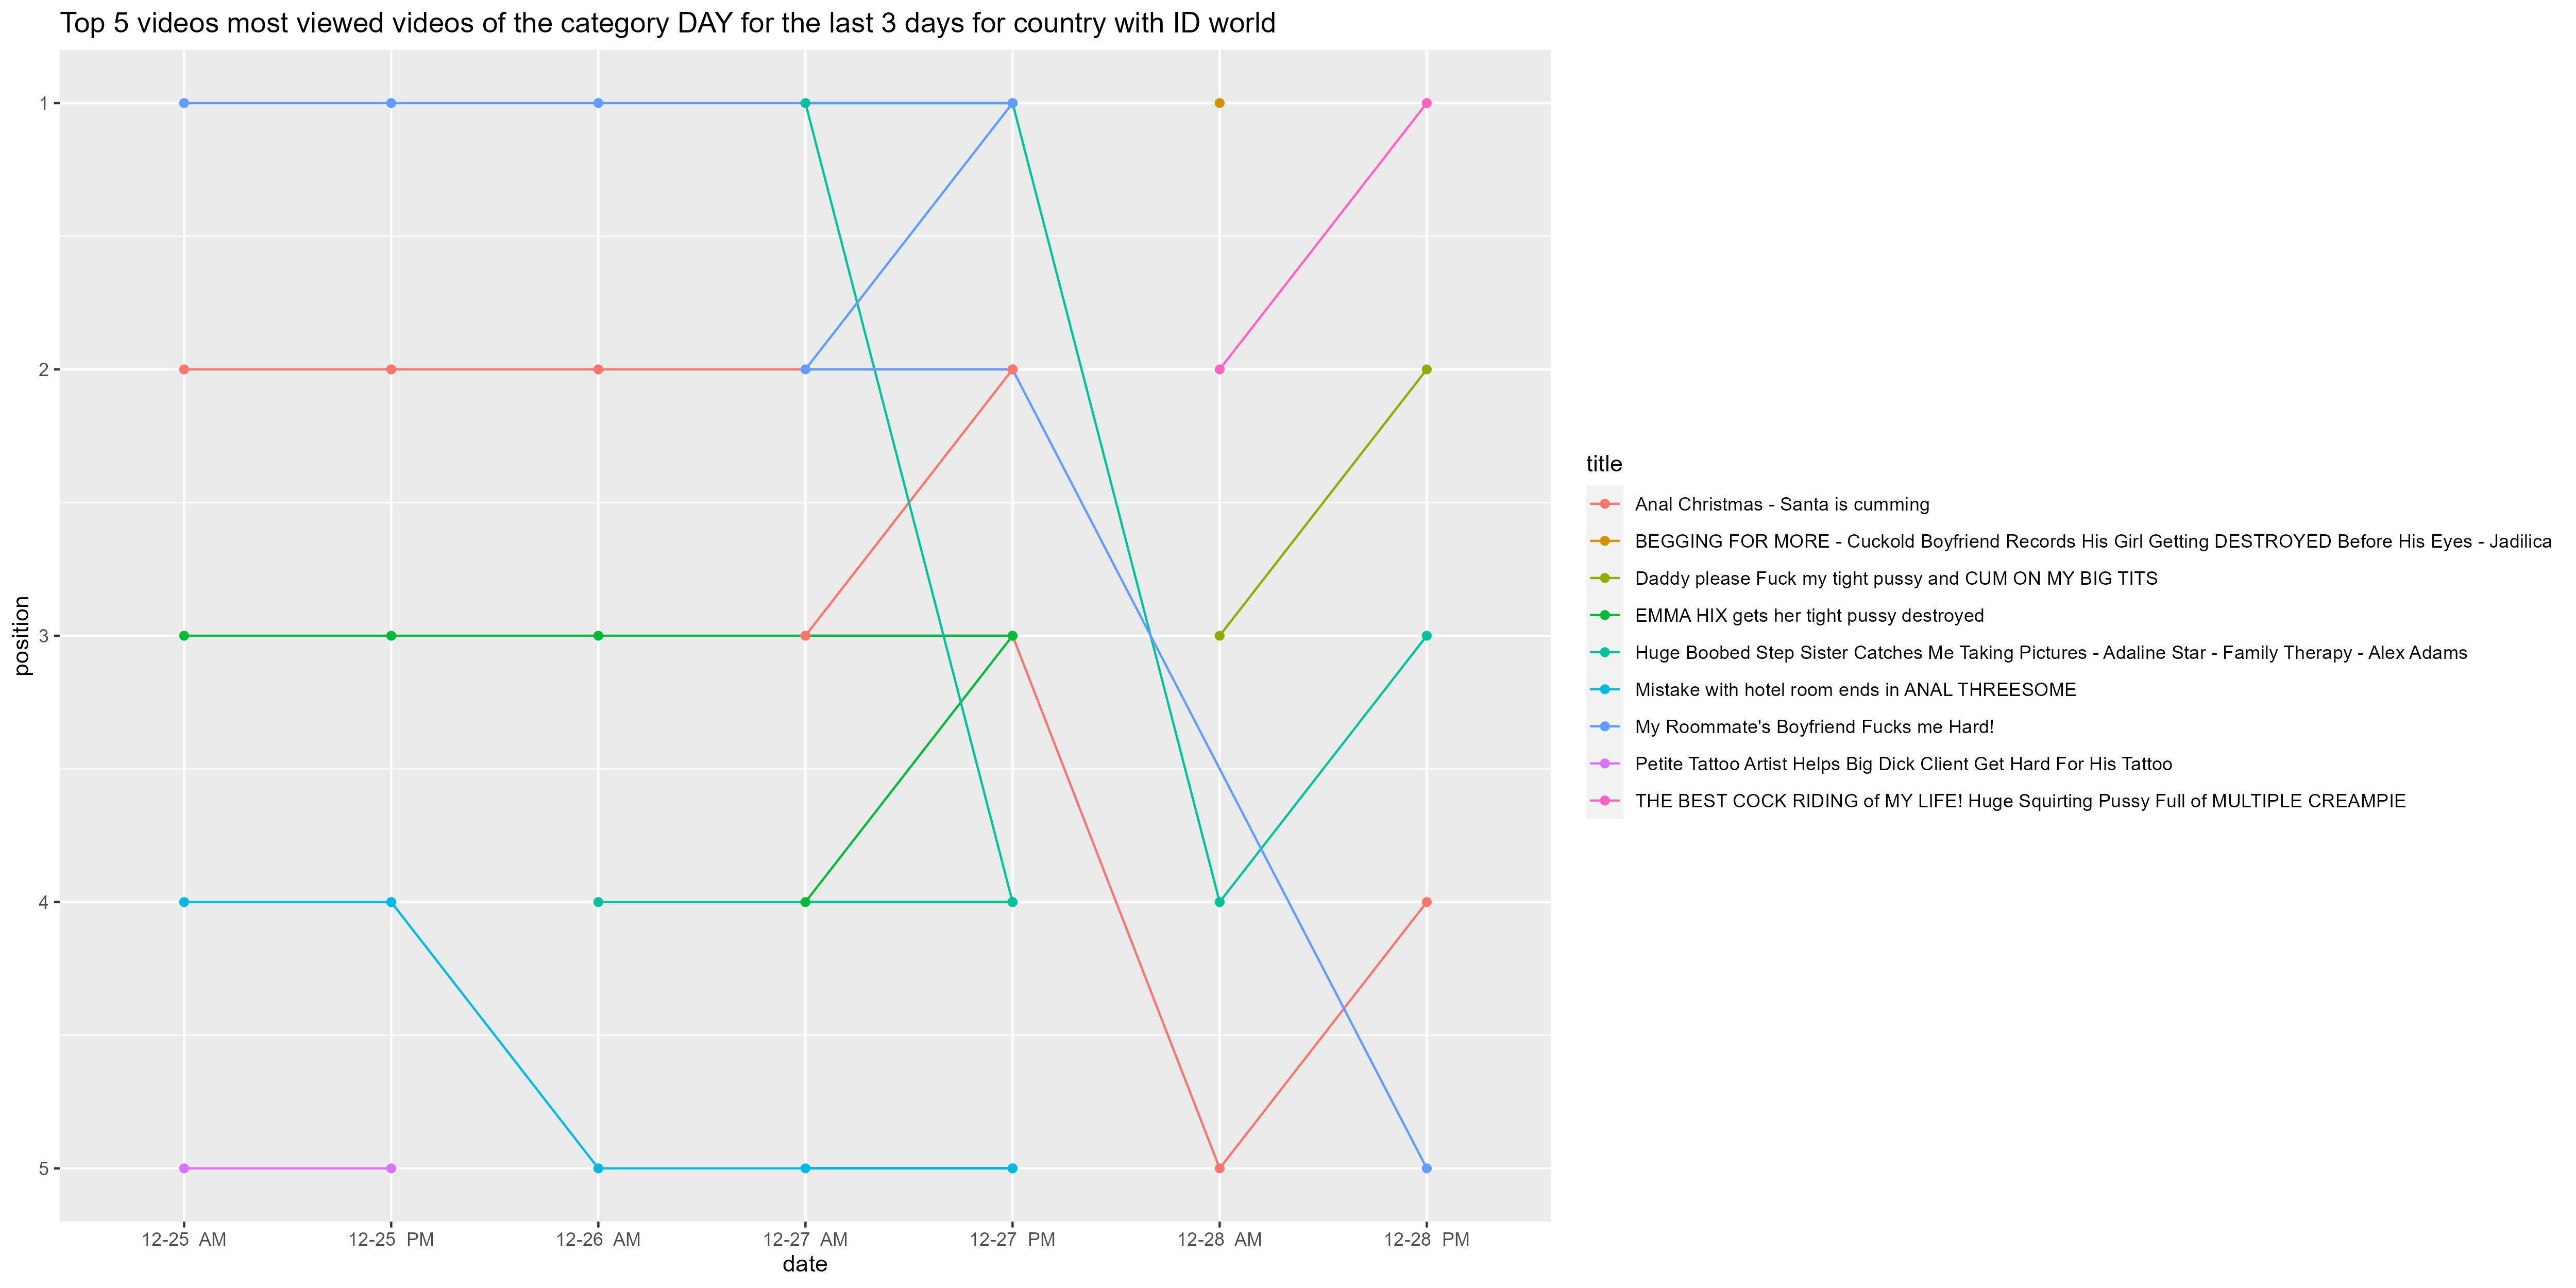 Top 5 videos most viewed videos of the category DAY for the last 3 days for country with ID world
position
1
2
3
4
5
12-25 AM
12-25 PM
12-26 AM
12-27 AM
12-27 PM
12-28 AM
12-28 PM
date
title
Anal Christmas - Santa is cumming
BEGGING FOR MORE - Cuckold Boyfriend Records His Girl Getting DESTROYED Before His Eyes - Jadilica
Daddy please Fuck my tight pussy and CUM ON MY BIG TITS
EMMA HIX gets her tight pussy destroyed
Huge Boobed Step Sister Catches Me Taking Pictures - Adaline Star - Family Therapy - Alex Adams
Mistake with hotel room ends in ANAL THREESOME
My Roommate's Boyfriend Fucks me Hard!
Petite Tattoo Artist Helps Big Dick Client Get Hard For His Tattoo
THE BEST COCK RIDING of MY LIFE! Huge Squirting Pussy Full of MULTIPLE CREAMPIE